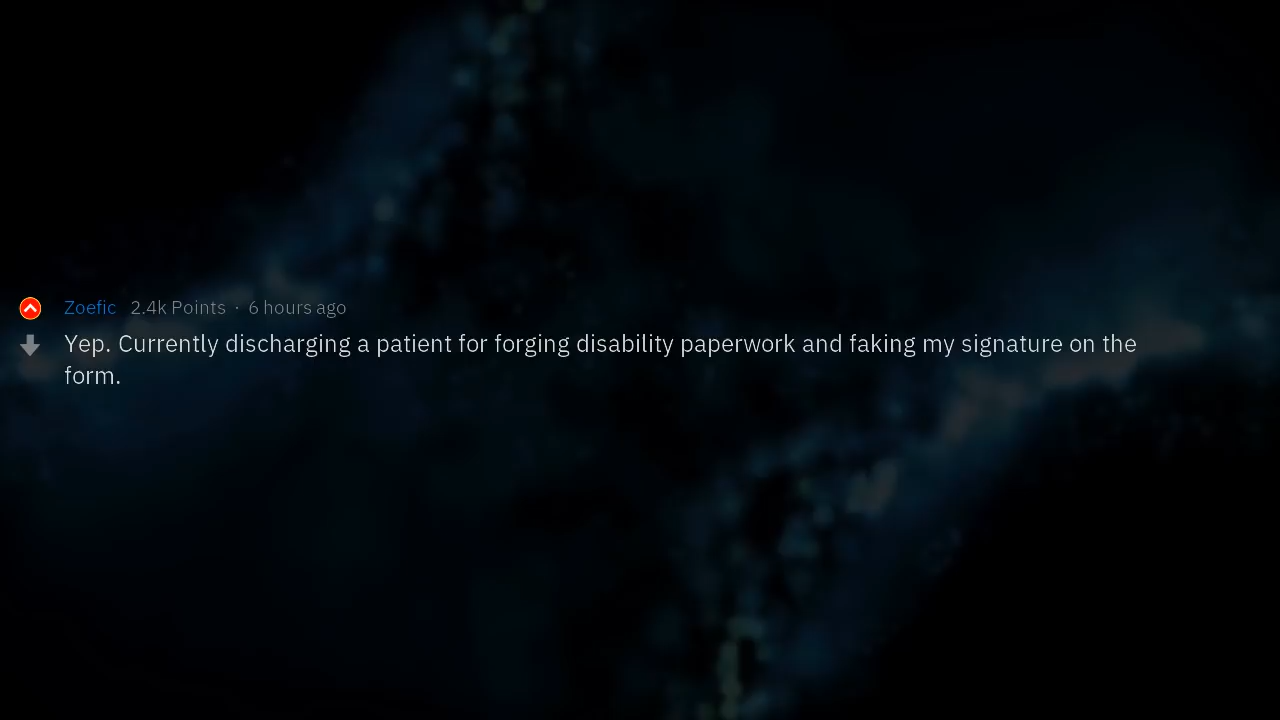 Zoefic 2.4k Points · 6 hours ago
Yep. Currently discharging a patient for forging disability paperwork and faking my signature on the
form.